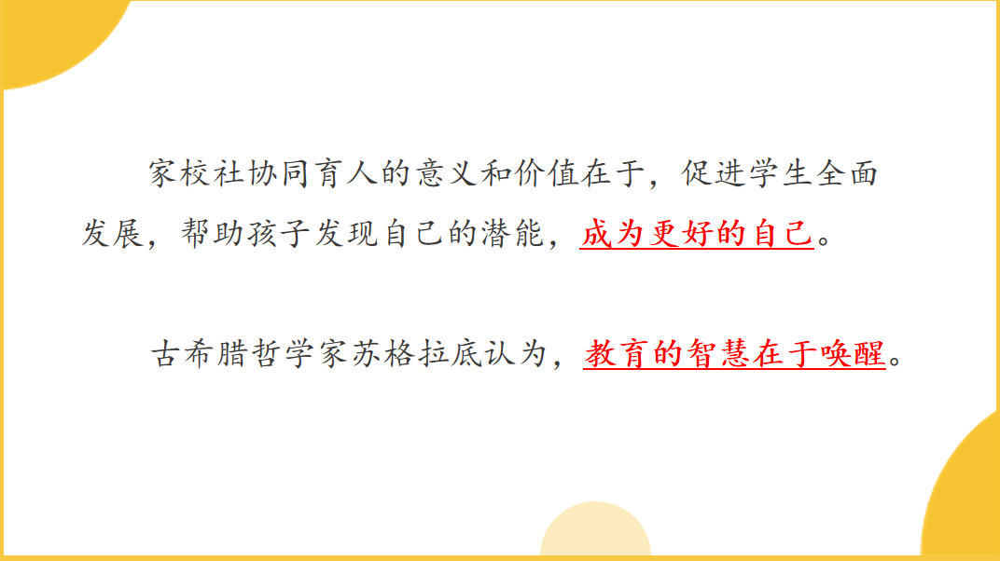 家校社协同育人的意义和价值在于，促进学生全面
发展，帮助孩子发现自己的潜能，成为更好的自己。
古希腊哲学家苏格拉底认为，教育的智慧在于唤醒。